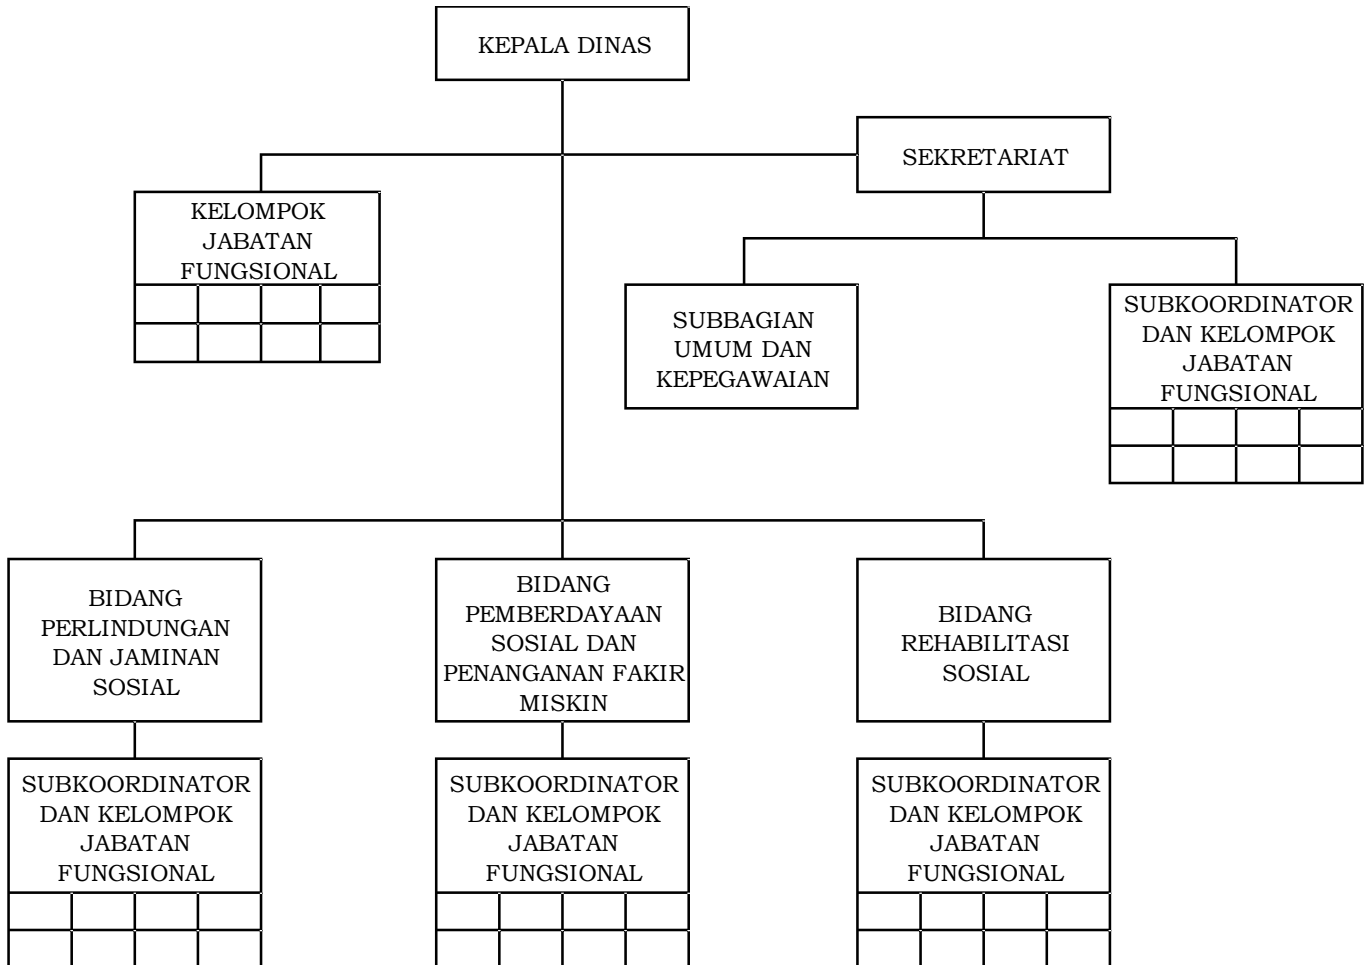 KEPALA DINAS
SEKRETARIAT
KELOMPOK
JABATAN
FUNGSIONAL
SUBBAGIAN
UMUM DAN
KEPEGAWAIAN
SUBKOORDINATOR
DAN KELOMPOK
JABATAN
FUNGSIONAL
BIDANG
PERLINDUNGAN
DAN JAMINAN
SOSIAL
BIDANG
PEMBERDAYAAN
SOSIAL DAN
PENANGANAN FAKIR
MISKIN
BIDANG
REHABILITASI
SOSIAL
SUBKOORDINATOR
DAN KELOMPOK
JABATAN
FUNGSIONAL
SUBKOORDINATOR
DAN KELOMPOK
JABATAN
FUNGSIONAL
SUBKOORDINATOR
DAN KELOMPOK
JABATAN
FUNGSIONAL